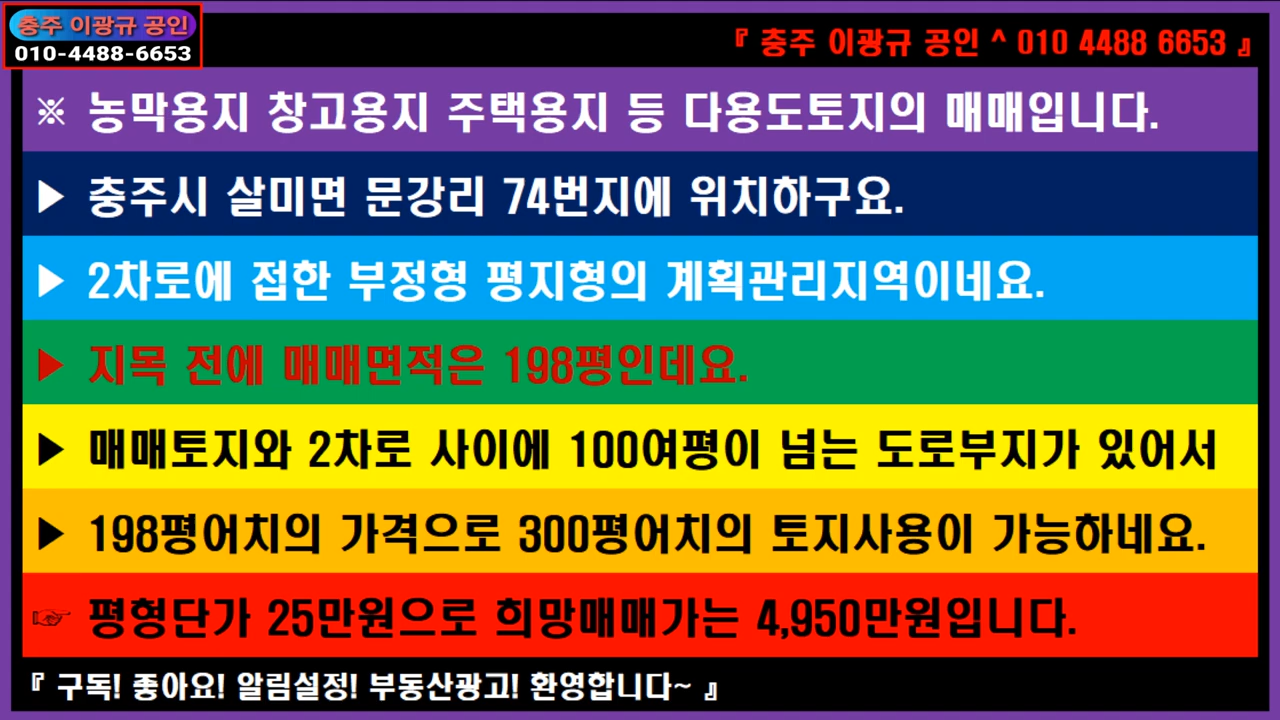 충주 이광규 공인
010-4488-6653
『 충주 이광규 공인 ^ 010 4488 6653 』
※ 농막용지 창고용지 주택용지 등 다용도토지의 매매입니다.
▶ 충주시 살미면 문강리 74번지에 위치하구요.
▶ 2차로에 접한 부정형 평지형의 계획관리지역이네요.
▶ 지목 전에 매매면적은 198평인데요.
▶ 매매토지와 2차로 사이에 100여평이 넘는 도로부지가 있어서
▶ 198평어치의 가격으로 300평어치의 토지사용이 가능하네요.
☞ 평형단가 25만원으로 희망매매가는 4,950만원입니다.
『 구독! 좋아요! 알림설정! 부동산광고! 환영합니다~ 』